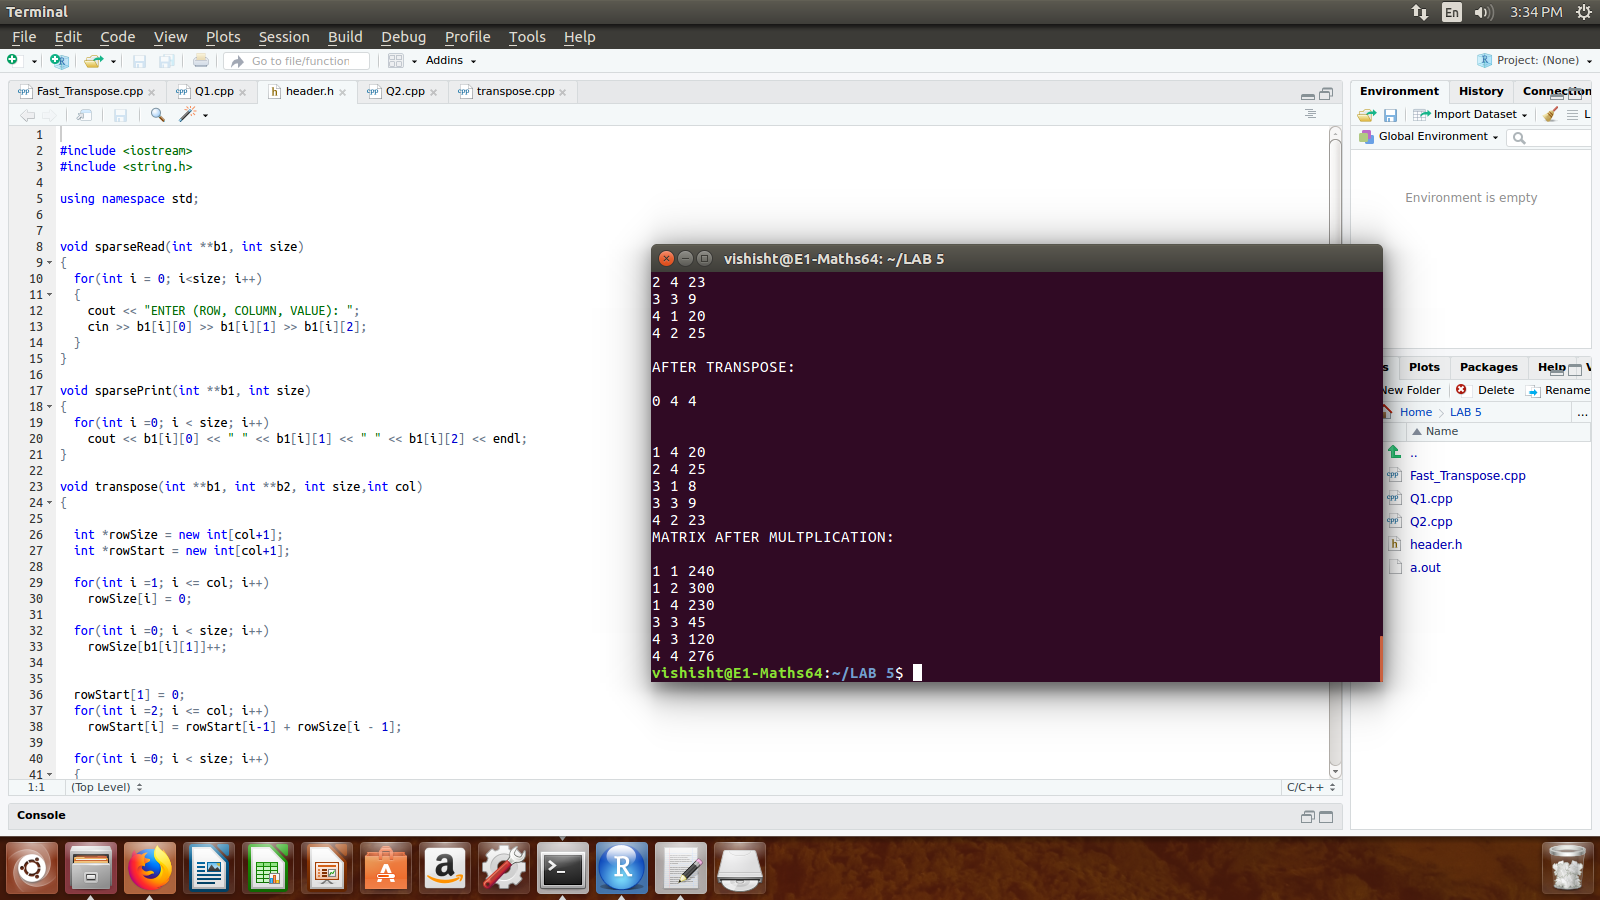 Terminal
En
3:34 PM
File Edit Code View Plots Session Build Debug Profile Tools Help
Go to file/function
Addins
Project: (None)
Fast_Transpose.cpp
Q1.cpp
header.h
Q2.cpp
transpose.cpp
1
2 #include <iostream>
3 #include <string.h>
4
5 using namespace std;
6
7
8 void sparseRead(int **b1, int size)
9 {
10 for(int i = 0; i<size; i++)
11 {
12 cout << "ENTER (ROW, COLUMN, VALUE): ";
13 cin >> b1[i][0] >> b1[i][1] >> b1[i][2];
14 }
15 }
16
17 void sparsePrint(int **b1, int size)
18 {
19 for(int i =0; i < size; i++)
20 cout << b1[i][0] << " " << b1[i][1] << " " << b1[i][2] << endl;
21 }
22
23 void transpose(int **b1, int **b2, int size,int col)
24 {
25
26 int *rowSize = new int[col+1];
27 int *rowStart = new int[col+1];
28
29 for(int i =1; i <= col; i++)
30 rowSize[i] = 0;
31
32 for(int i =0; i < size; i++)
33 rowSize[b1[i][1]]++;
34
35
36 rowStart[1] = 0;
37 for(int i =2; i <= col; i++)
38 rowStart[i] = rowStart[i-1] + rowSize[i - 1];
39
40 for(int i =0; i < size; i++)
41 {
1:1 (Top Level) C/C++
Console
vishisht@E1-Maths64: ~/LAB 5
2 4 23
3 3 9
4 1 20
4 2 25
AFTER TRANSPOSE:
0 4 4
1 4 20
2 4 25
3 1 8
3 3 9
4 2 23
MATRIX AFTER MULTPLICATION:
1 1 240
1 2 300
1 4 230
3 3 45
4 3 120
4 4 276
vishisht@E1-Maths64:~/LAB 5$
Environment History Connection
Import Dataset L
Global Environment
Environment is empty
s Plots Packages Help V
New Folder Delete Rename
Home LAB 5 ...
Name
..
Fast_Transpose.cpp
Q1.cpp
Q2.cpp
header.h
a.out